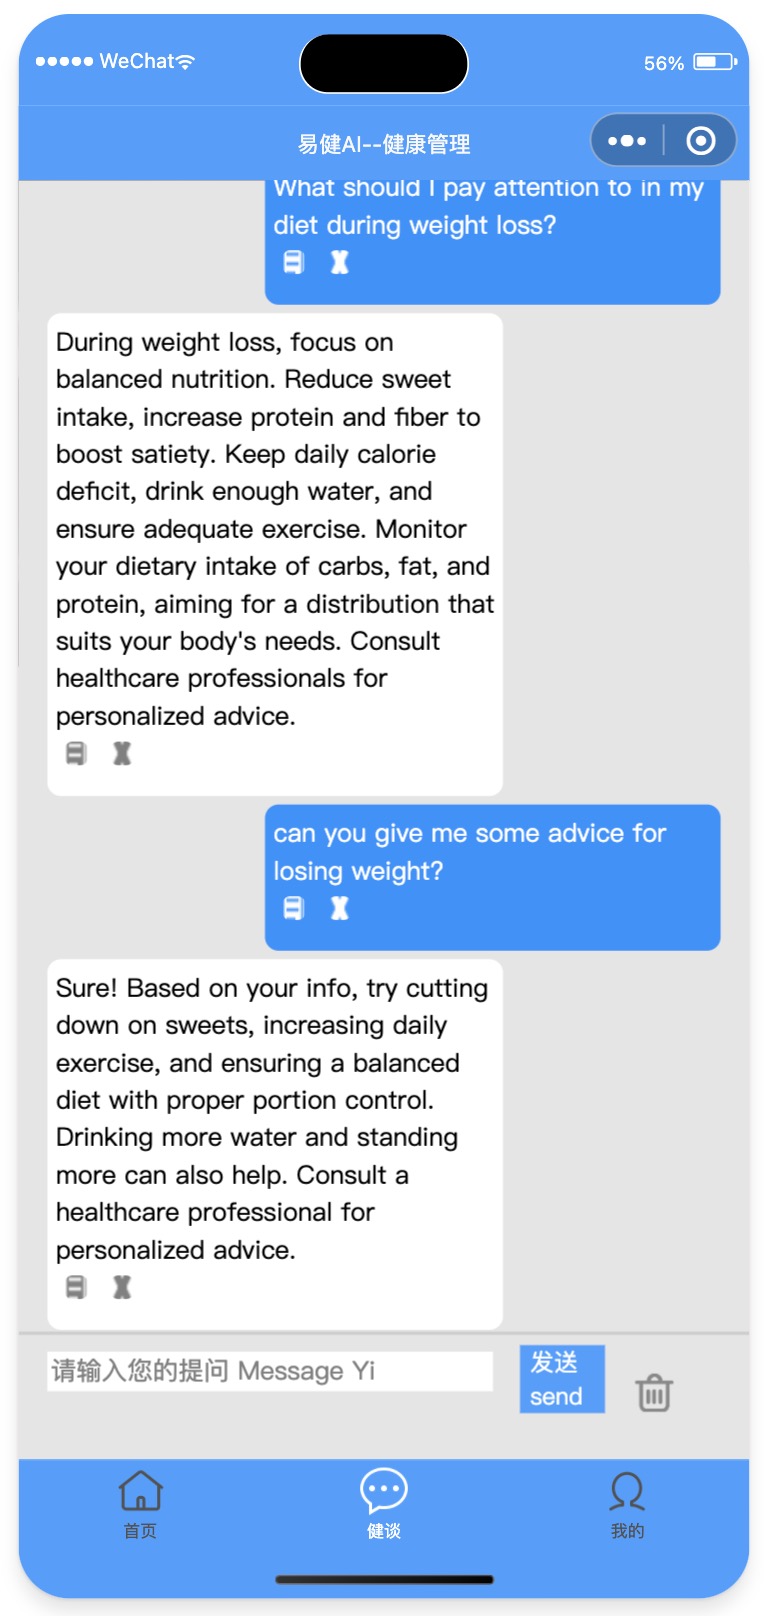 WeChat
56%
易健AI--健康管理
What should I pay attention to in my
diet during weight loss?
During weight loss, focus on
balanced nutrition. Reduce sweet
intake, increase protein and fiber to
boost satiety. Keep daily calorie
deficit, drink enough water, and
ensure adequate exercise. Monitor
your dietary intake of carbs, fat, and
protein, aiming for a distribution that
suits your body's needs. Consult
healthcare professionals for
personalized advice.
can you give me some advice for
losing weight?
Sure! Based on your info, try cutting
down on sweets, increasing daily
exercise, and ensuring a balanced
diet with proper portion control.
Drinking more water and standing
more can also help. Consult a
healthcare professional for
personalized advice.
请输入您的提问 Message Yi
发送
send
首页
健谈
我的